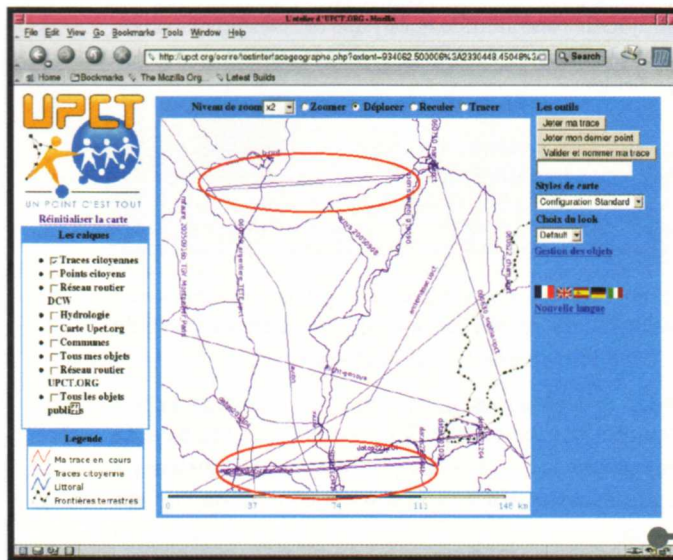 L'atelier d'UPCT.ORG - Mozilla
File Edit View Go Bookmarks Tools Window Help
Search
Home Bookmarks The Mozilla Org... Latest Builds
UPCT
UN POINT C'EST TOUT
Réinitialiser la carte
Les calques
Traces citoyennes
Points citoyens
Réseau routier
DCW
Hydrologie
Carte Upct.org
Communes
Tous mes objets
Réseau routier
UPCT.ORG
Tous les objets
publics
Legende
Ma trace en cours
Traces citoyenne
Littoral
Frontières terrestres
Niveau de zoom x2 Zoomer Déplacer Reculer Tracer
0 37 74 111 148 km
Les outils
Jeter ma trace
Jeter mon dernier point
Valider et nommer ma trace
Styles de carte
Configuration Standard
Choix du look
Default
Gestion des objets
Nouvelle langue